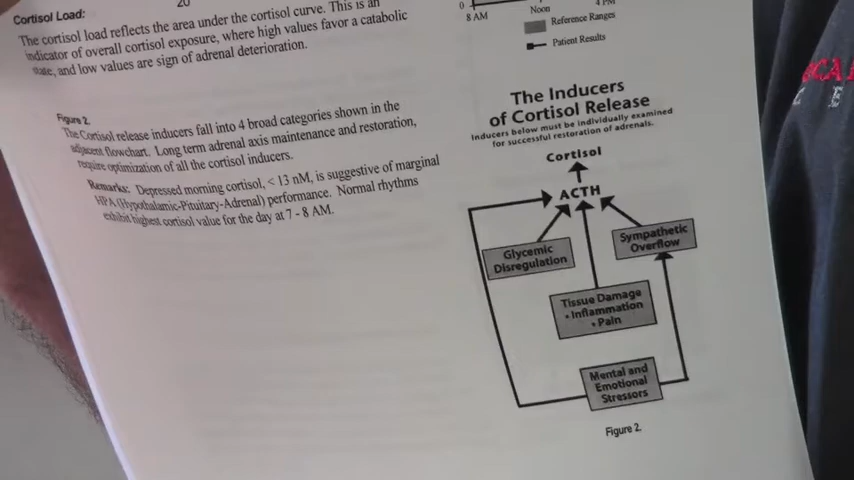 Cortisol Load:
20
The cortisol load reflects the area under the cortisol curve. This is an
indicator of overall cortisol exposure, where high values favor a catabolic
state, and low values are sign of adrenal deterioration.
Figure 2.
The Cortisol release inducers fall into 4 broad categories shown in the
adjacent flowchart. Long term adrenal axis maintenance and restoration,
require optimization of all the cortisol inducers.
Remarks: Depressed morning cortisol, < 13 nM, is suggestive of marginal
HPA (Hypothalamic-Pituitary-Adrenal) performance. Normal rhythms
exhibit highest cortisol value for the day at 7 - 8 AM.
0
8 AM Noon 4 PM
Reference Ranges
Patient Results
The Inducers
of Cortisol Release
Inducers below must be individually examined
for successful restoration of adrenals.
Cortisol
ACTH
Glycemic
Disregulation
Sympathetic
Overflow
Tissue Damage
• Inflammation
• Pain
Mental and
Emotional
Stressors
Figure 2.